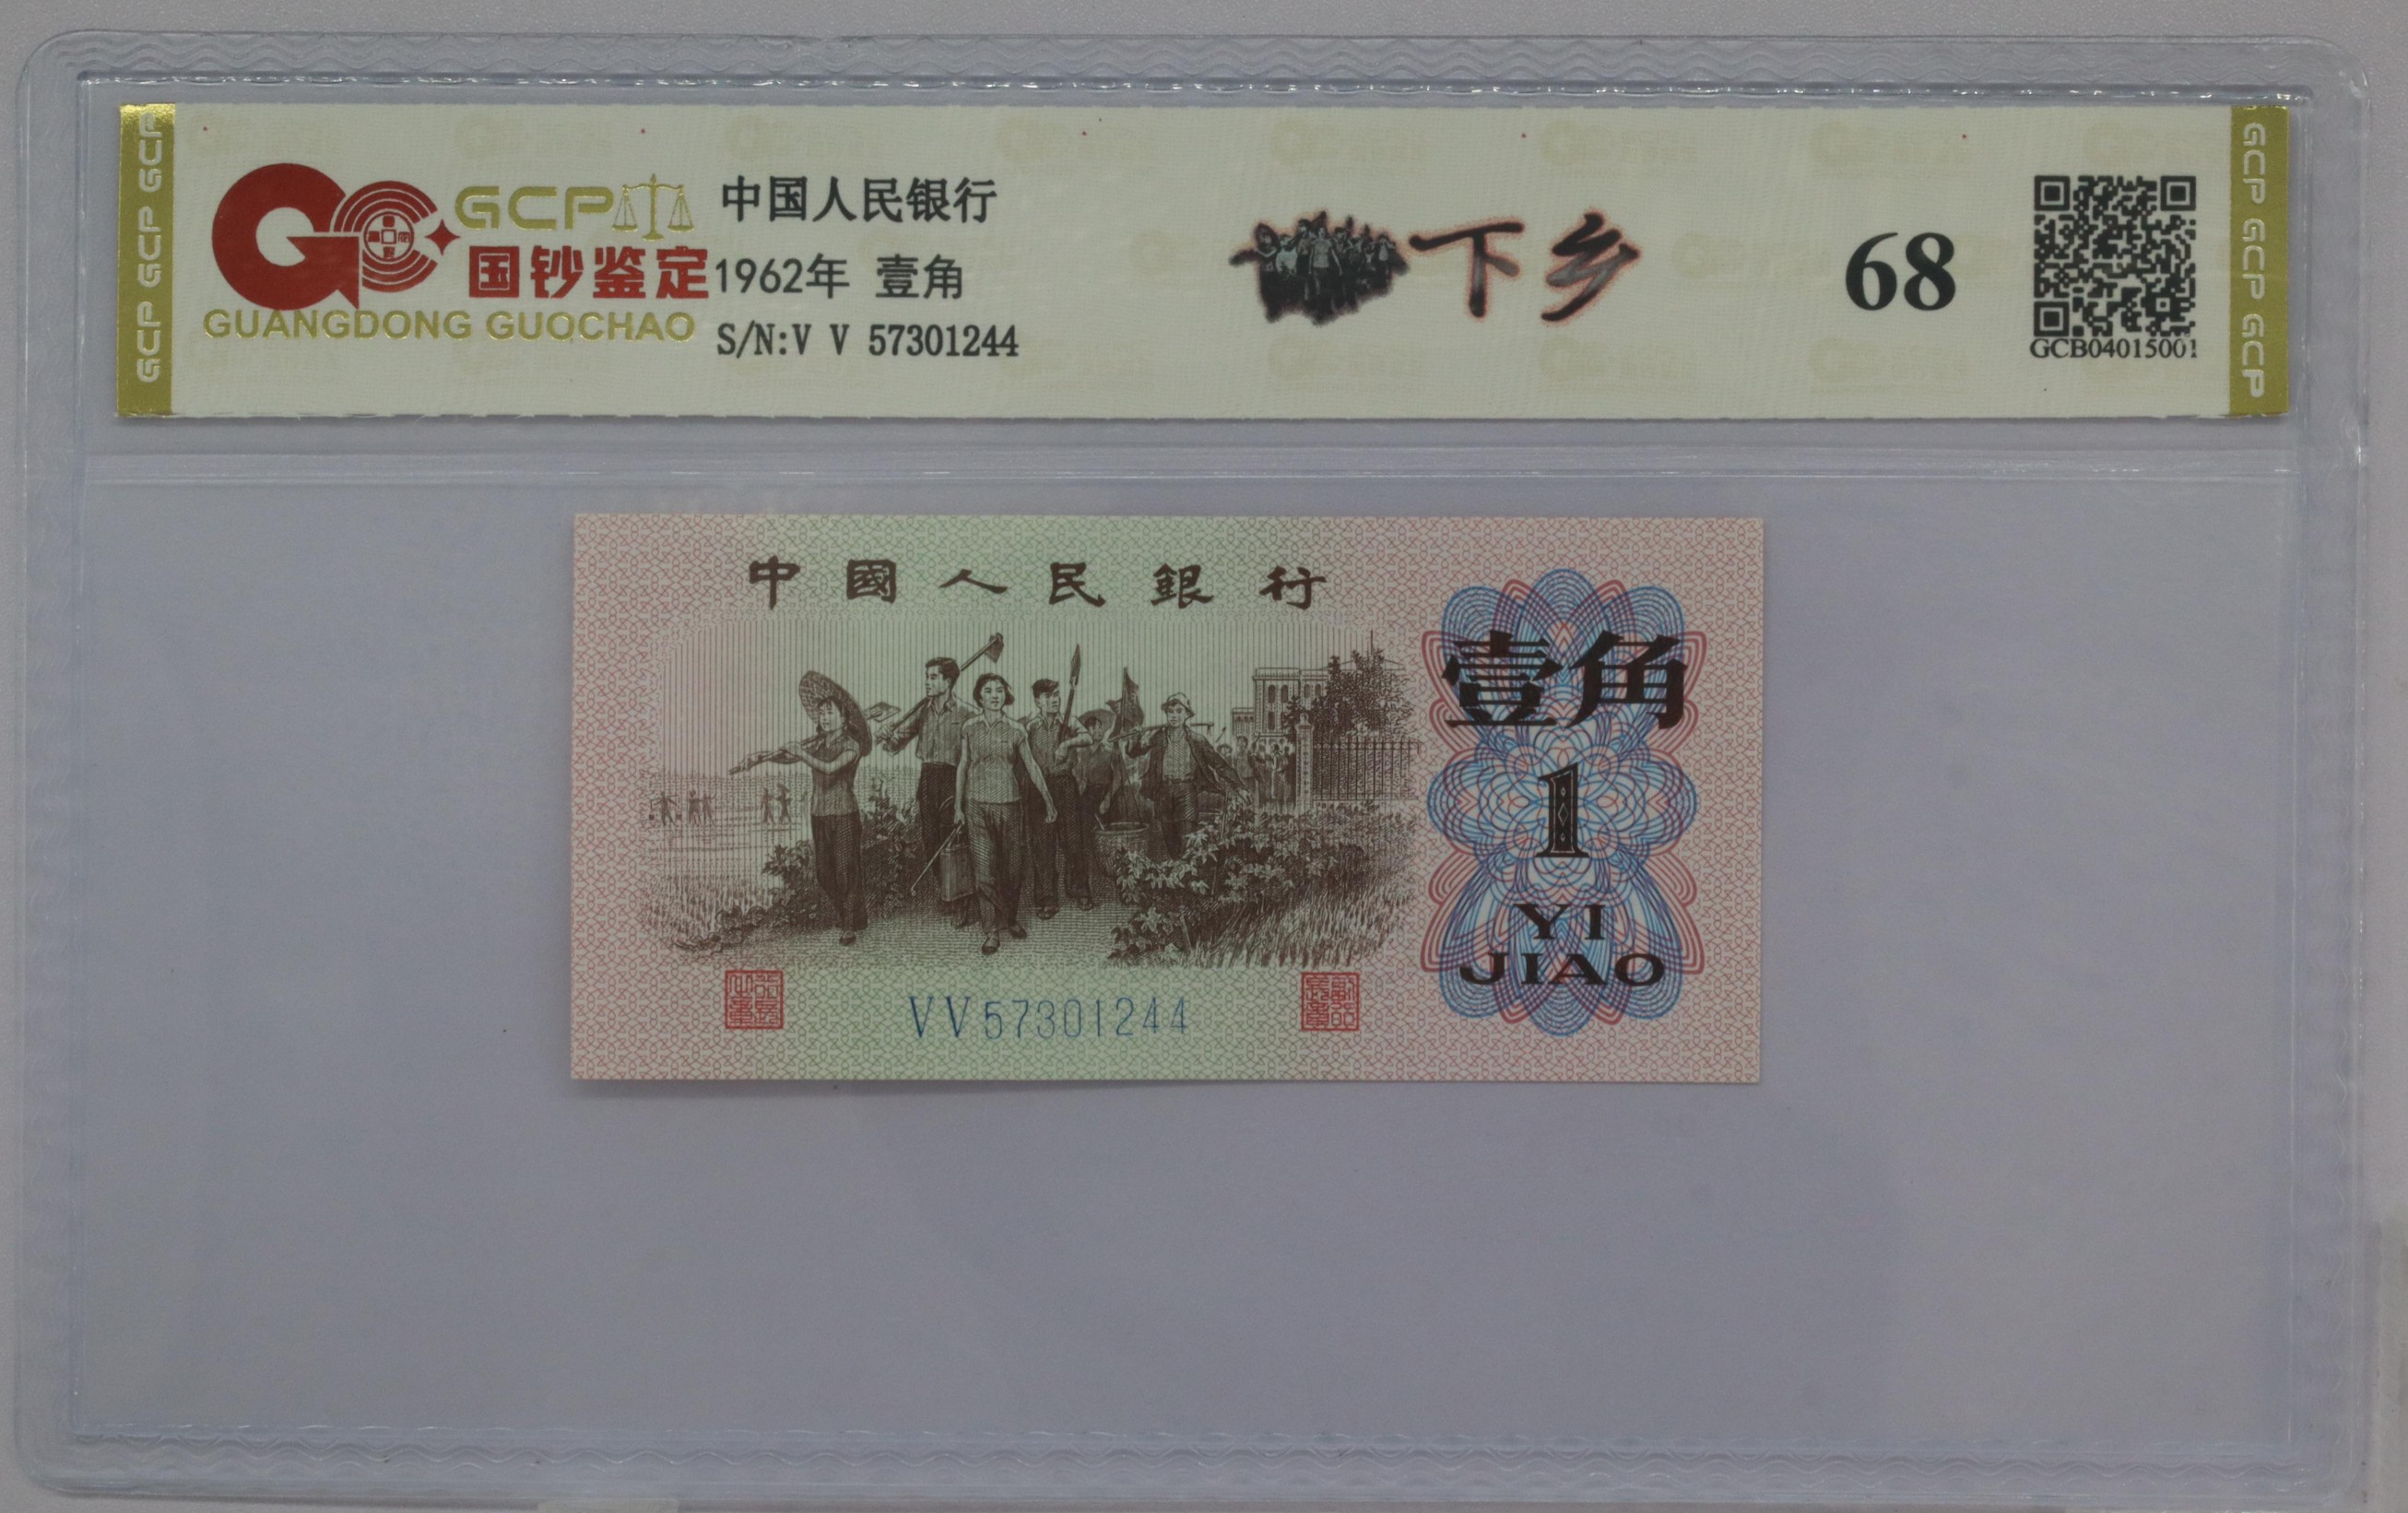 GCP GCP GCP
GCP
国钞鉴定
GUANGDONG GUOCHAO
中国人民银行
1962年 壹角
S/N:V V 57301244
下乡
68
GCB04015001
GCP GCP GCP
中國人民銀行
壹角
1
YI
JIAO
VV57301244